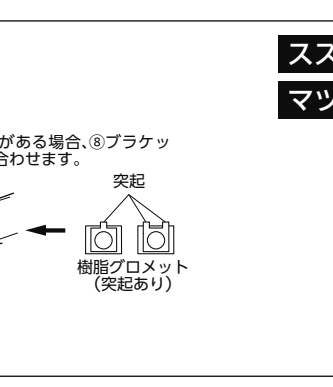 スス
マツ
がある場合、⑧ブラケッ
合わせます。
突起
樹脂グロメット
(突起あり)